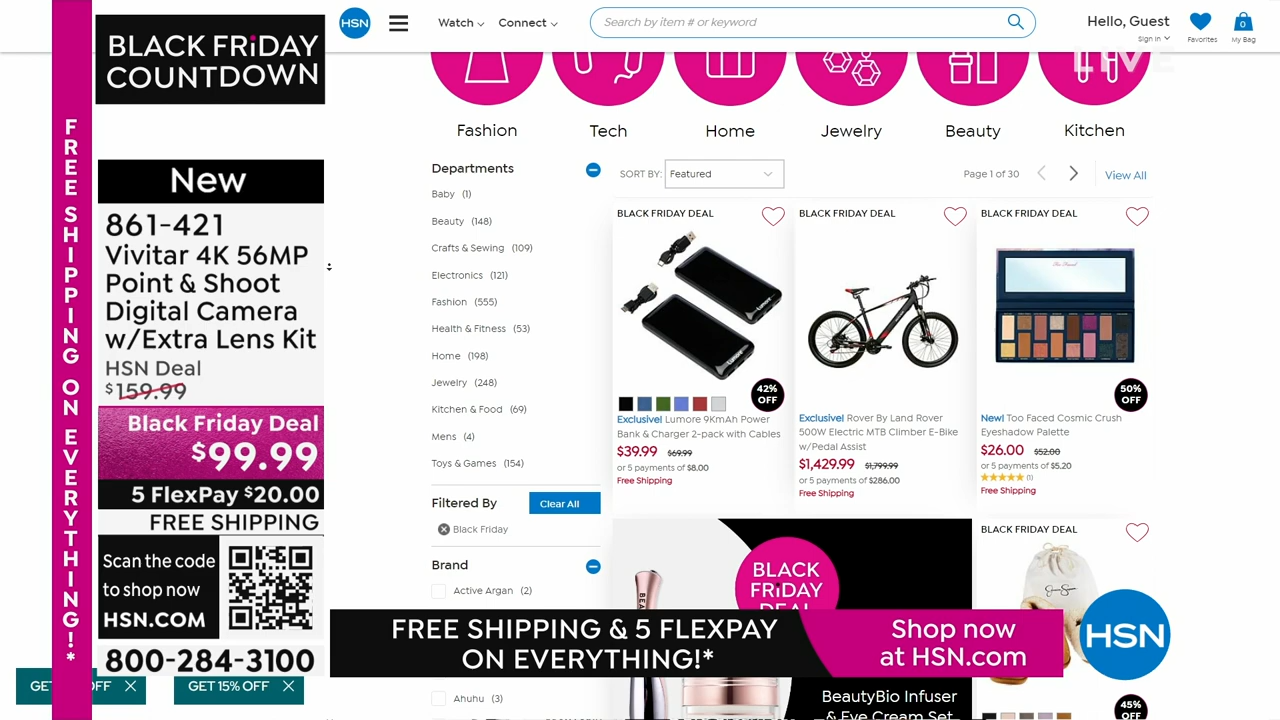 BLACK FRiDAY
COUNTDOWN
FREE SHIPPING ON EVERYTHING!*
New
861-421
Vivitar 4K 56MP
Point & Shoot
Digital Camera
w/Extra Lens Kit
HSN Deal
$159.99
Black Friday Deal
$99.99
5 FlexPay $20.00
FREE SHIPPING
Scan the code
to shop now
HSN.COM
800-284-3100
GET
OFF
GET 15% OFF
HSN
Watch
Connect
Search by item # or keyword
Hello, Guest
Sign in
Favorites
0
My Bag
LIVE
Fashion
Tech
Home
Jewelry
Beauty
Kitchen
Departments
Baby (1)
Beauty (148)
Crafts & Sewing (109)
Electronics (121)
Fashion (555)
Health & Fitness (53)
Home (198)
Jewelry (248)
Kitchen & Food (69)
Mens (4)
Toys & Games (154)
Filtered By
Clear All
Black Friday
Brand
Active Argan (2)
Ahuhu (3)
SORT BY: Featured
Page 1 of 30
View All
BLACK FRIDAY DEAL
42%
OFF
Exclusive! Lumore 9KmAh Power
Bank & Charger 2-pack with Cables
$39.99 $69.99
or 5 payments of $8.00
Free Shipping
BLACK FRIDAY DEAL
Exclusive! Rover By Land Rover
500W Electric MTB Climber E-Bike
w/Pedal Assist
$1,429.99 $1,799.99
or 5 payments of $286.00
Free Shipping
BLACK FRIDAY DEAL
50%
OFF
New! Too Faced Cosmic Crush
Eyeshadow Palette
$26.00 $52.00
or 5 payments of $5.20
(1)
Free Shipping
BLACK
FRiDAY
DEAL
BeautyBio Infuser
& Eye Cream Set
BLACK FRIDAY DEAL
45%
OFF
FREE SHIPPING & 5 FLEXPAY
ON EVERYTHING!*
Shop now
at HSN.com
HSN